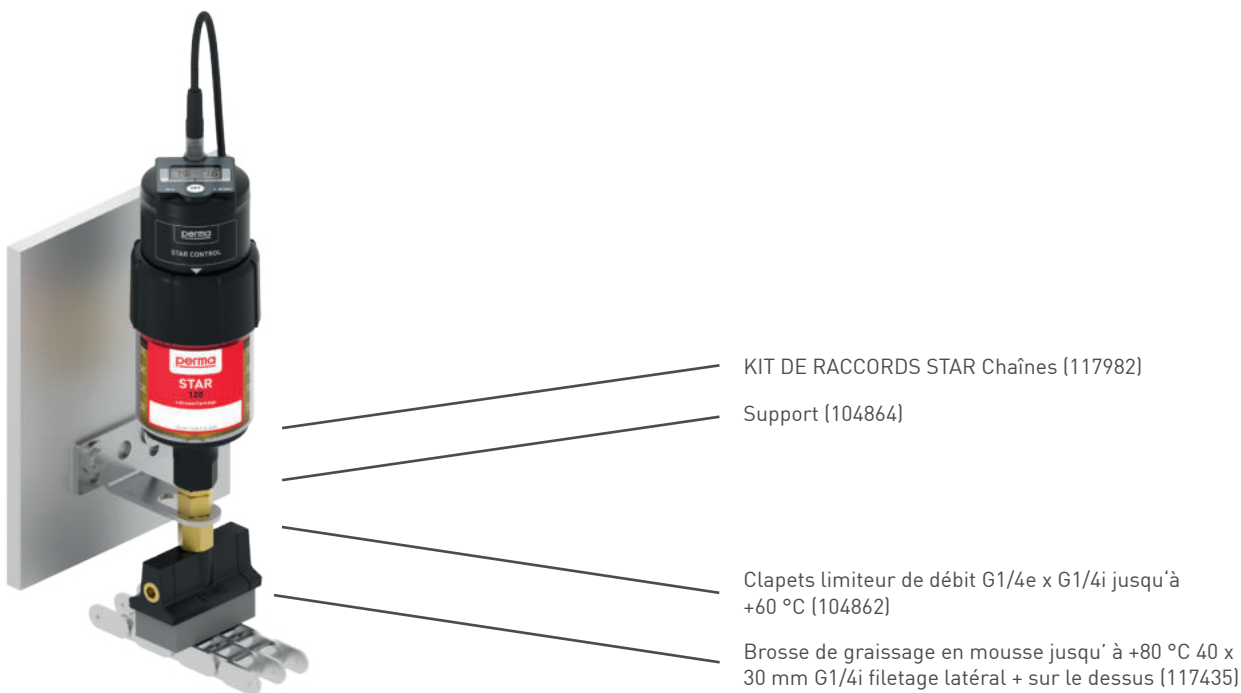 perma
STAR CONTROL
perma
STAR
120
KIT DE RACCORDS STAR Chaînes (117982)
Support (104864)
Clapets limiteur de débit G1/4e x G1/4i jusqu‘à
+60 °C (104862)
Brosse de graissage en mousse jusqu’ à +80 °C 40 x
30 mm G1/4i filetage latéral + sur le dessus (117435)